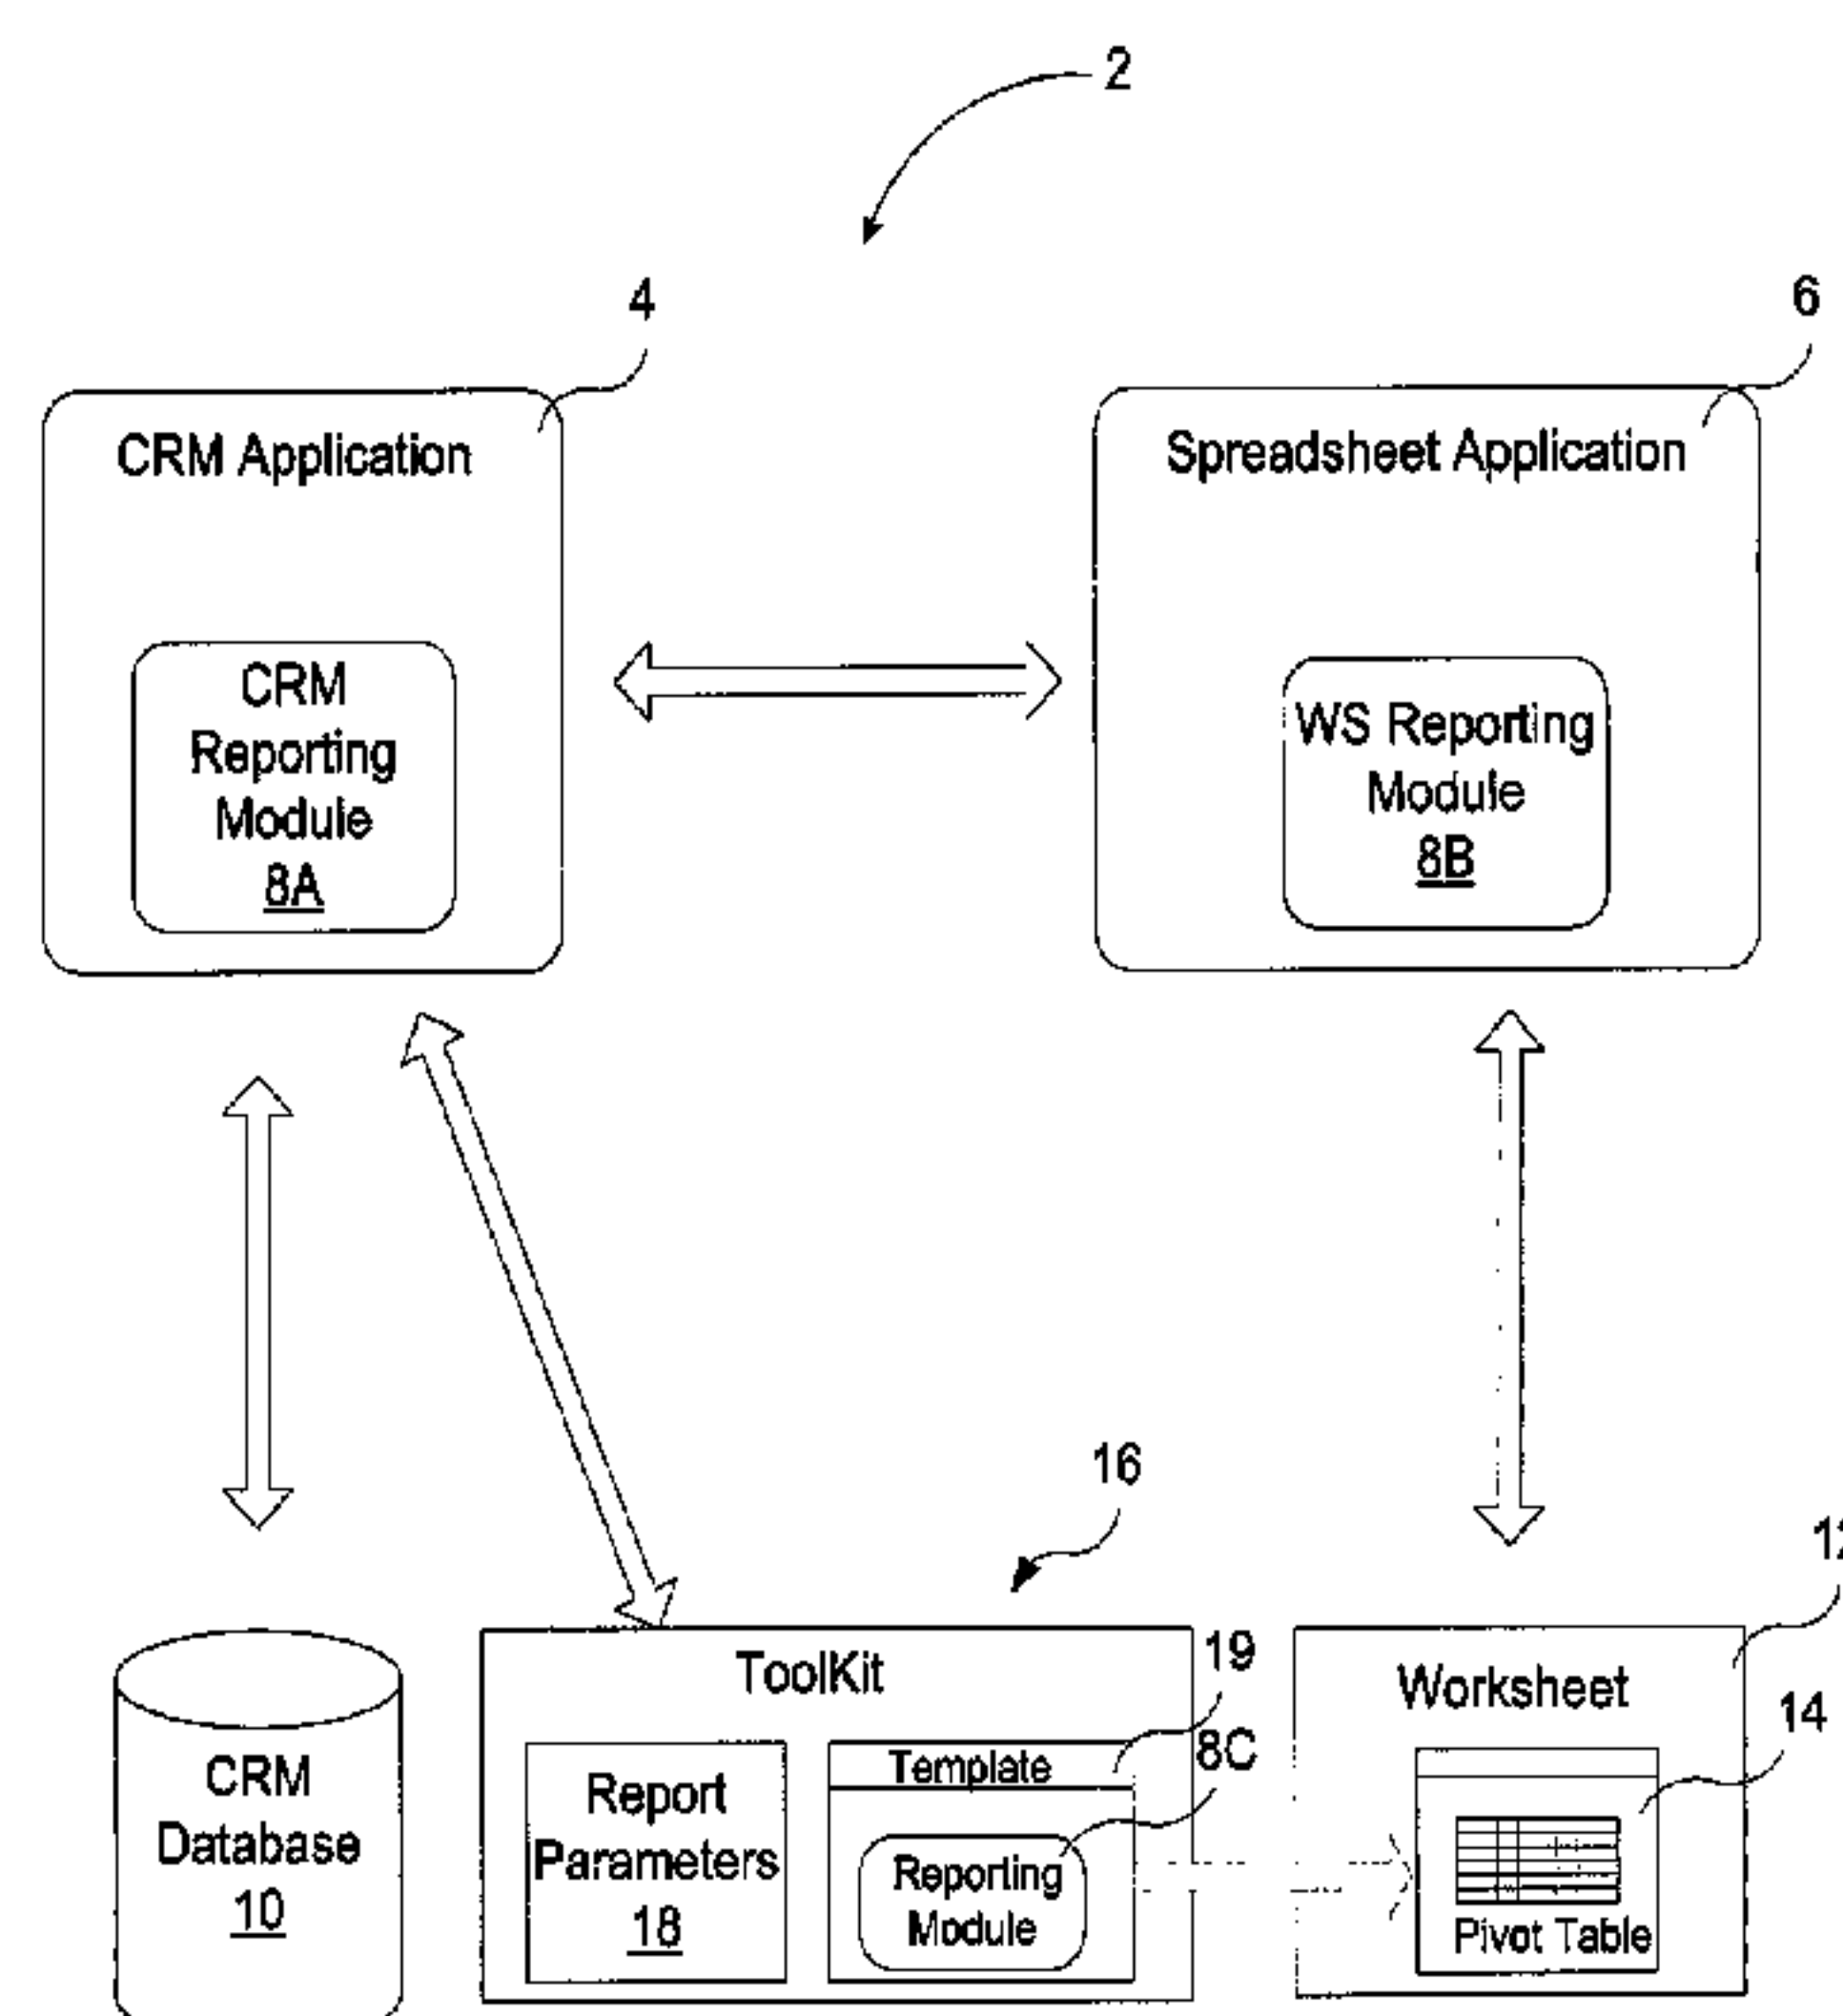 2
4
6
CRM Application
Spreadsheet Application
CRM
Reporting
Module
8A
WS Reporting
Module
8B
16
12
ToolKit
19
Worksheet
14
8C
Template
CRM
Database
10
Report
Parameters
18
Reporting
Module
Pivot Table